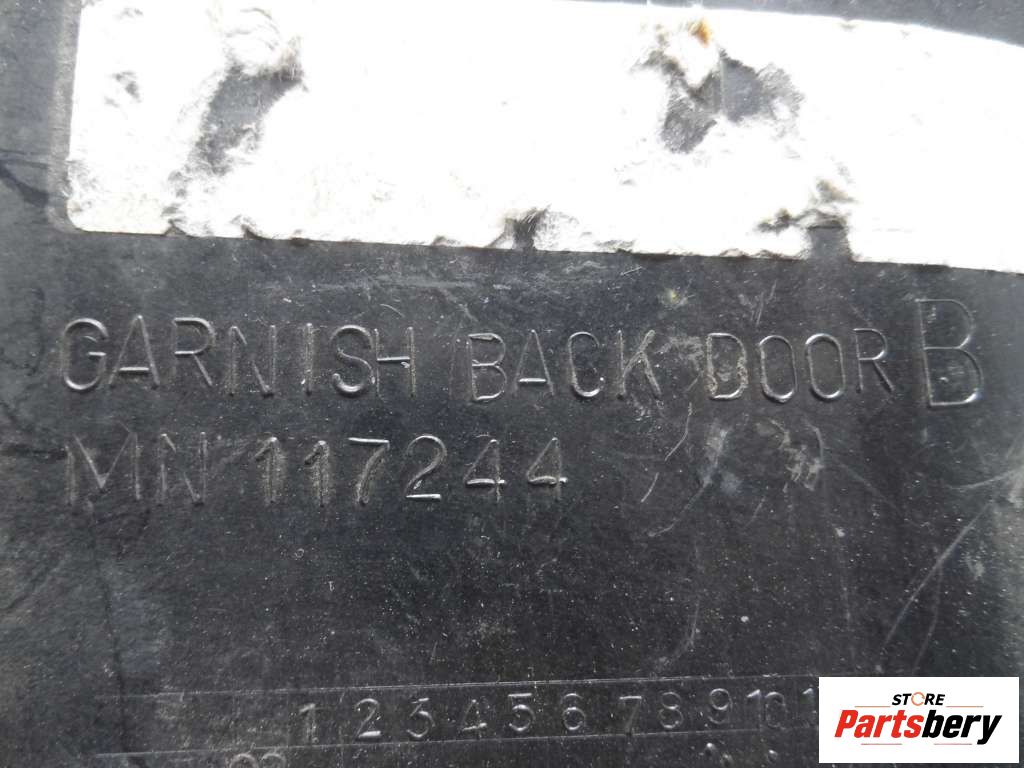 GARNISH BACK DOOR B
MN 117244
1 2 3 4 5 6 7 8 9 10
STORE
Partsbery